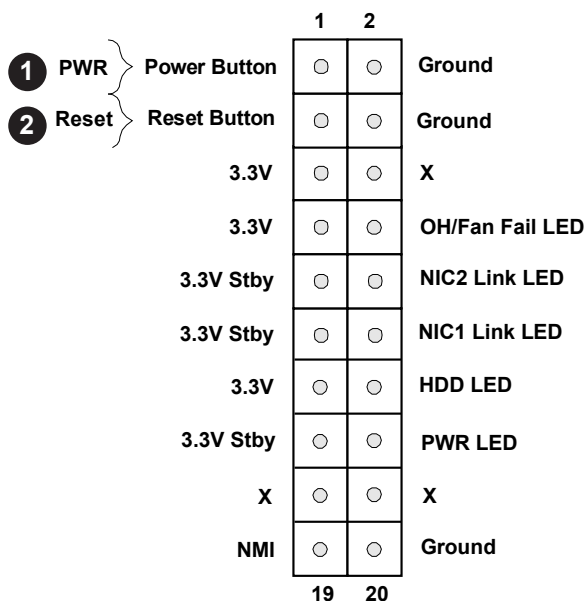 1 2
1 PWR Power Button Ground
2 Reset Reset Button Ground
3.3V X
3.3V OH/Fan Fail LED
3.3V Stby NIC2 Link LED
3.3V Stby NIC1 Link LED
3.3V HDD LED
3.3V Stby PWR LED
X X
NMI Ground
19 20